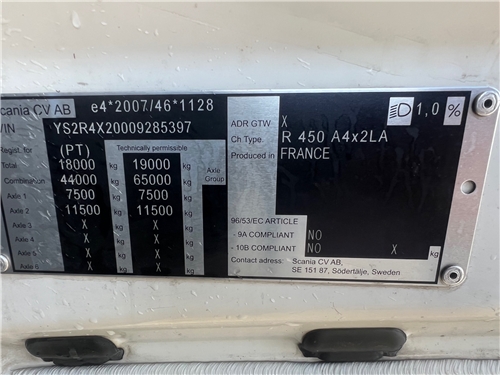 Scania CV AB e4*2007/46*1128
VIN YS2R4X20009285397
Regist. for (PT) Technically permissible
Total 18000 kg 19000 kg Axle Group
Combination 44000 kg 65000 kg
Axle 1 7500 kg 7500 kg
Axle 2 11500 kg 11500 kg
Axle 3 X kg X kg
Axle 4 X kg X kg
Axle 5 X kg X kg
Axle 6 X kg X kg
ADR GTW X 1,0 %
Ch Type. R 450 A4x2LA
Produced in FRANCE
96/53/EC ARTICLE
- 9A COMPLIANT NO
- 10B COMPLIANT NO X kg
Contact adress: Scania CV AB,
SE 151 87, Södertälje, Sweden